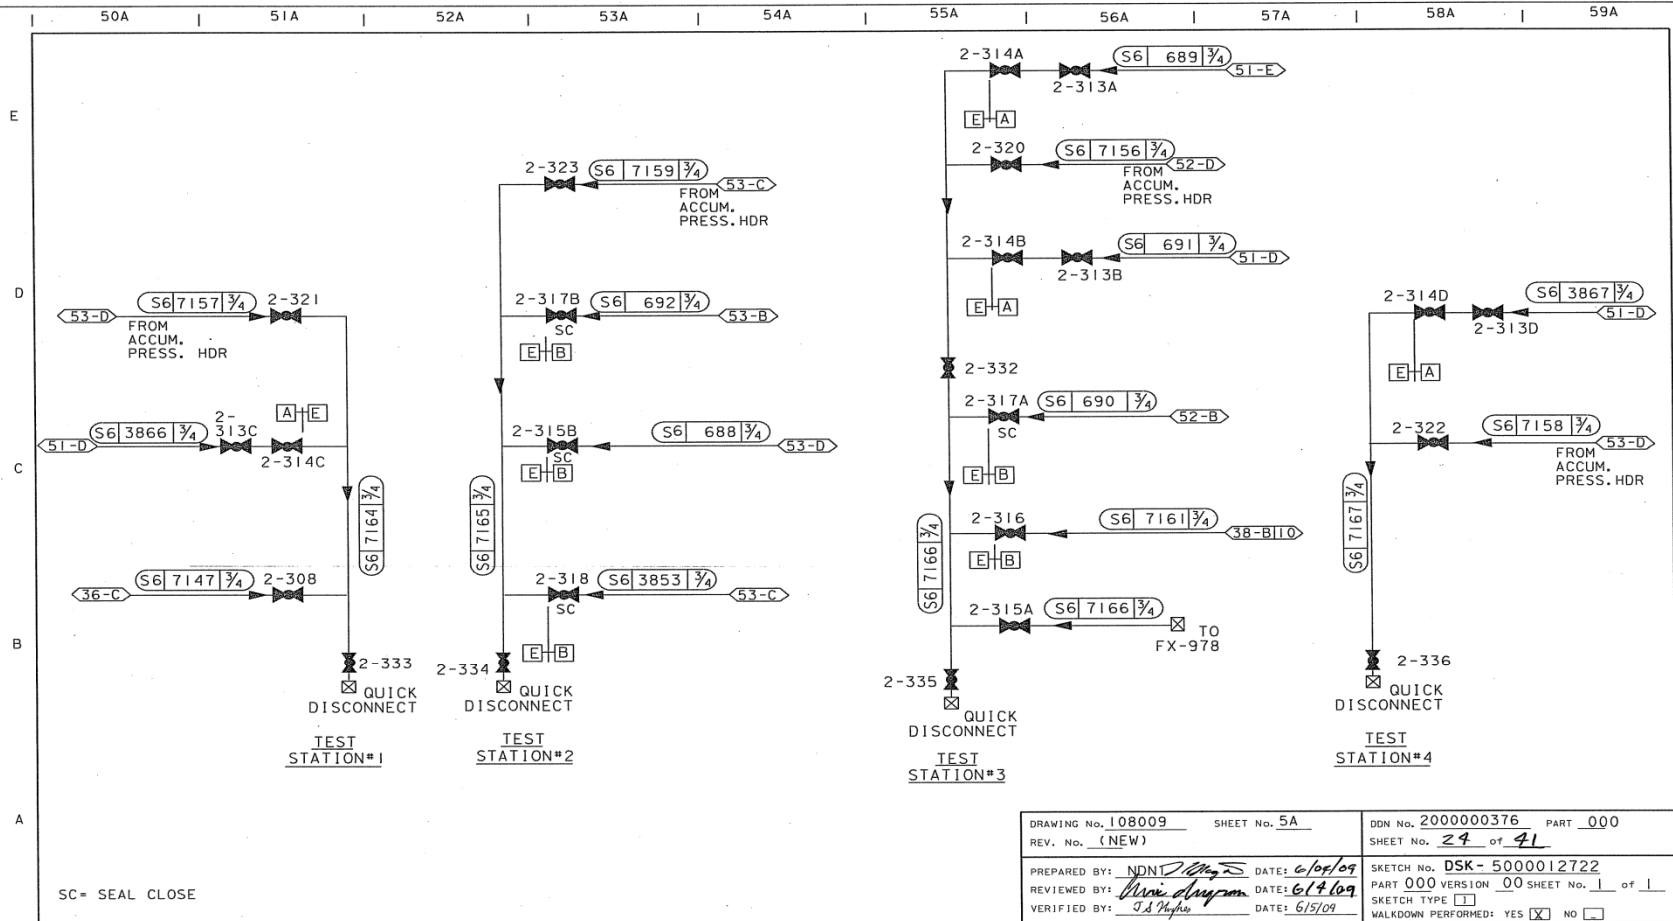 50A 51A 52A 53A 54A 55A 56A 57A 58A 59A
E
D
C
B
A
53-D
S6 7157 3/4
2-321
FROM
ACCUM.
PRESS. HDR
51-D
S6 3866 3/4
2-
313C
A E
2-314C
S6 7164 3/4
36-C
S6 7147 3/4
2-308
2-333
QUICK
DISCONNECT
TEST
STATION#1
2-323
S6 7159 3/4
53-C
FROM
ACCUM.
PRESS.HDR
2-317B
S6 692 3/4
53-B
SC
E B
2-315B
S6 688 3/4
53-D
SC
E B
S6 7165 3/4
2-318
S6 3853 3/4
53-C
SC
E B
2-334
QUICK
DISCONNECT
TEST
STATION#2
2-314A
S6 689 3/4
51-E
2-313A
E A
2-320
S6 7156 3/4
52-D
FROM
ACCUM.
PRESS.HDR
2-314B
S6 691 3/4
51-D
2-313B
E A
2-332
2-317A
S6 690 3/4
52-B
SC
E B
2-316
S6 7161 3/4
38-B 10
E B
S6 7166 3/4
2-315A
S6 7166 3/4
TO
FX-978
2-335
QUICK
DISCONNECT
TEST
STATION#3
2-314D
S6 3867 3/4
51-D
2-313D
E A
2-322
S6 7158 3/4
53-D
FROM
ACCUM.
PRESS.HDR
S6 7167 3/4
2-336
QUICK
DISCONNECT
TEST
STATION#4
SC= SEAL CLOSE
DRAWING No. 108009 SHEET No. 5A
REV. No. (NEW)
PREPARED BY: NDNT DATE: 6/04/09
REVIEWED BY: DATE: 6/4/09
VERIFIED BY: DATE: 6/5/09
DDN No. 2000000376 PART 000
SHEET No. 24 of 41
SKETCH No. DSK- 5000012722
PART 000 VERSION 00 SHEET No. 1 of 1
SKETCH TYPE 1
WALKDOWN PERFORMED: YES X NO